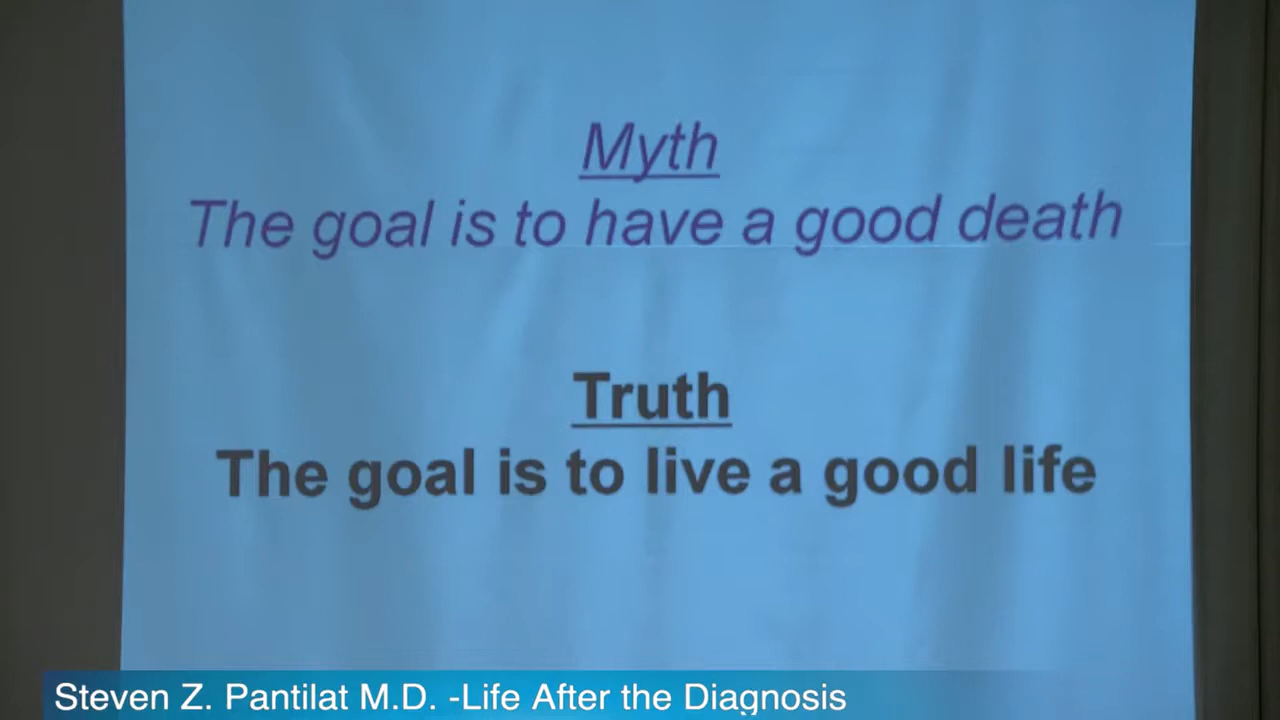 Myth
The goal is to have a good death
Truth
The goal is to live a good life
Steven Z. Pantilat M.D. -Life After the Diagnosis